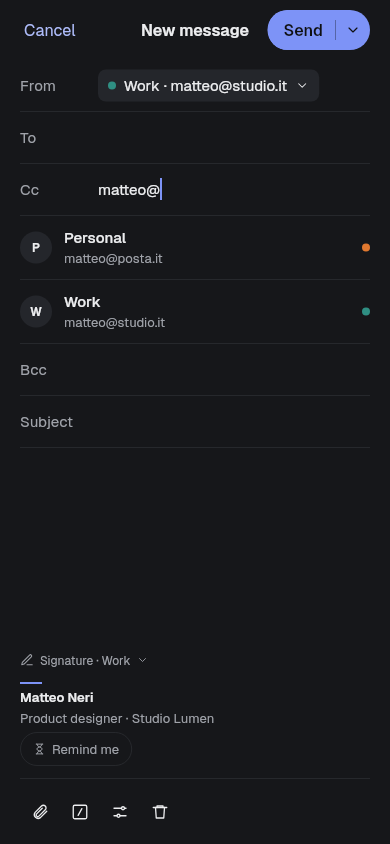 Cancel New message Send
From Work · matteo@studio.it
To
Cc matteo@
P Personal
matteo@posta.it
W Work
matteo@studio.it
Bcc
Subject
Signature · Work
Matteo Neri
Product designer · Studio Lumen
Remind me